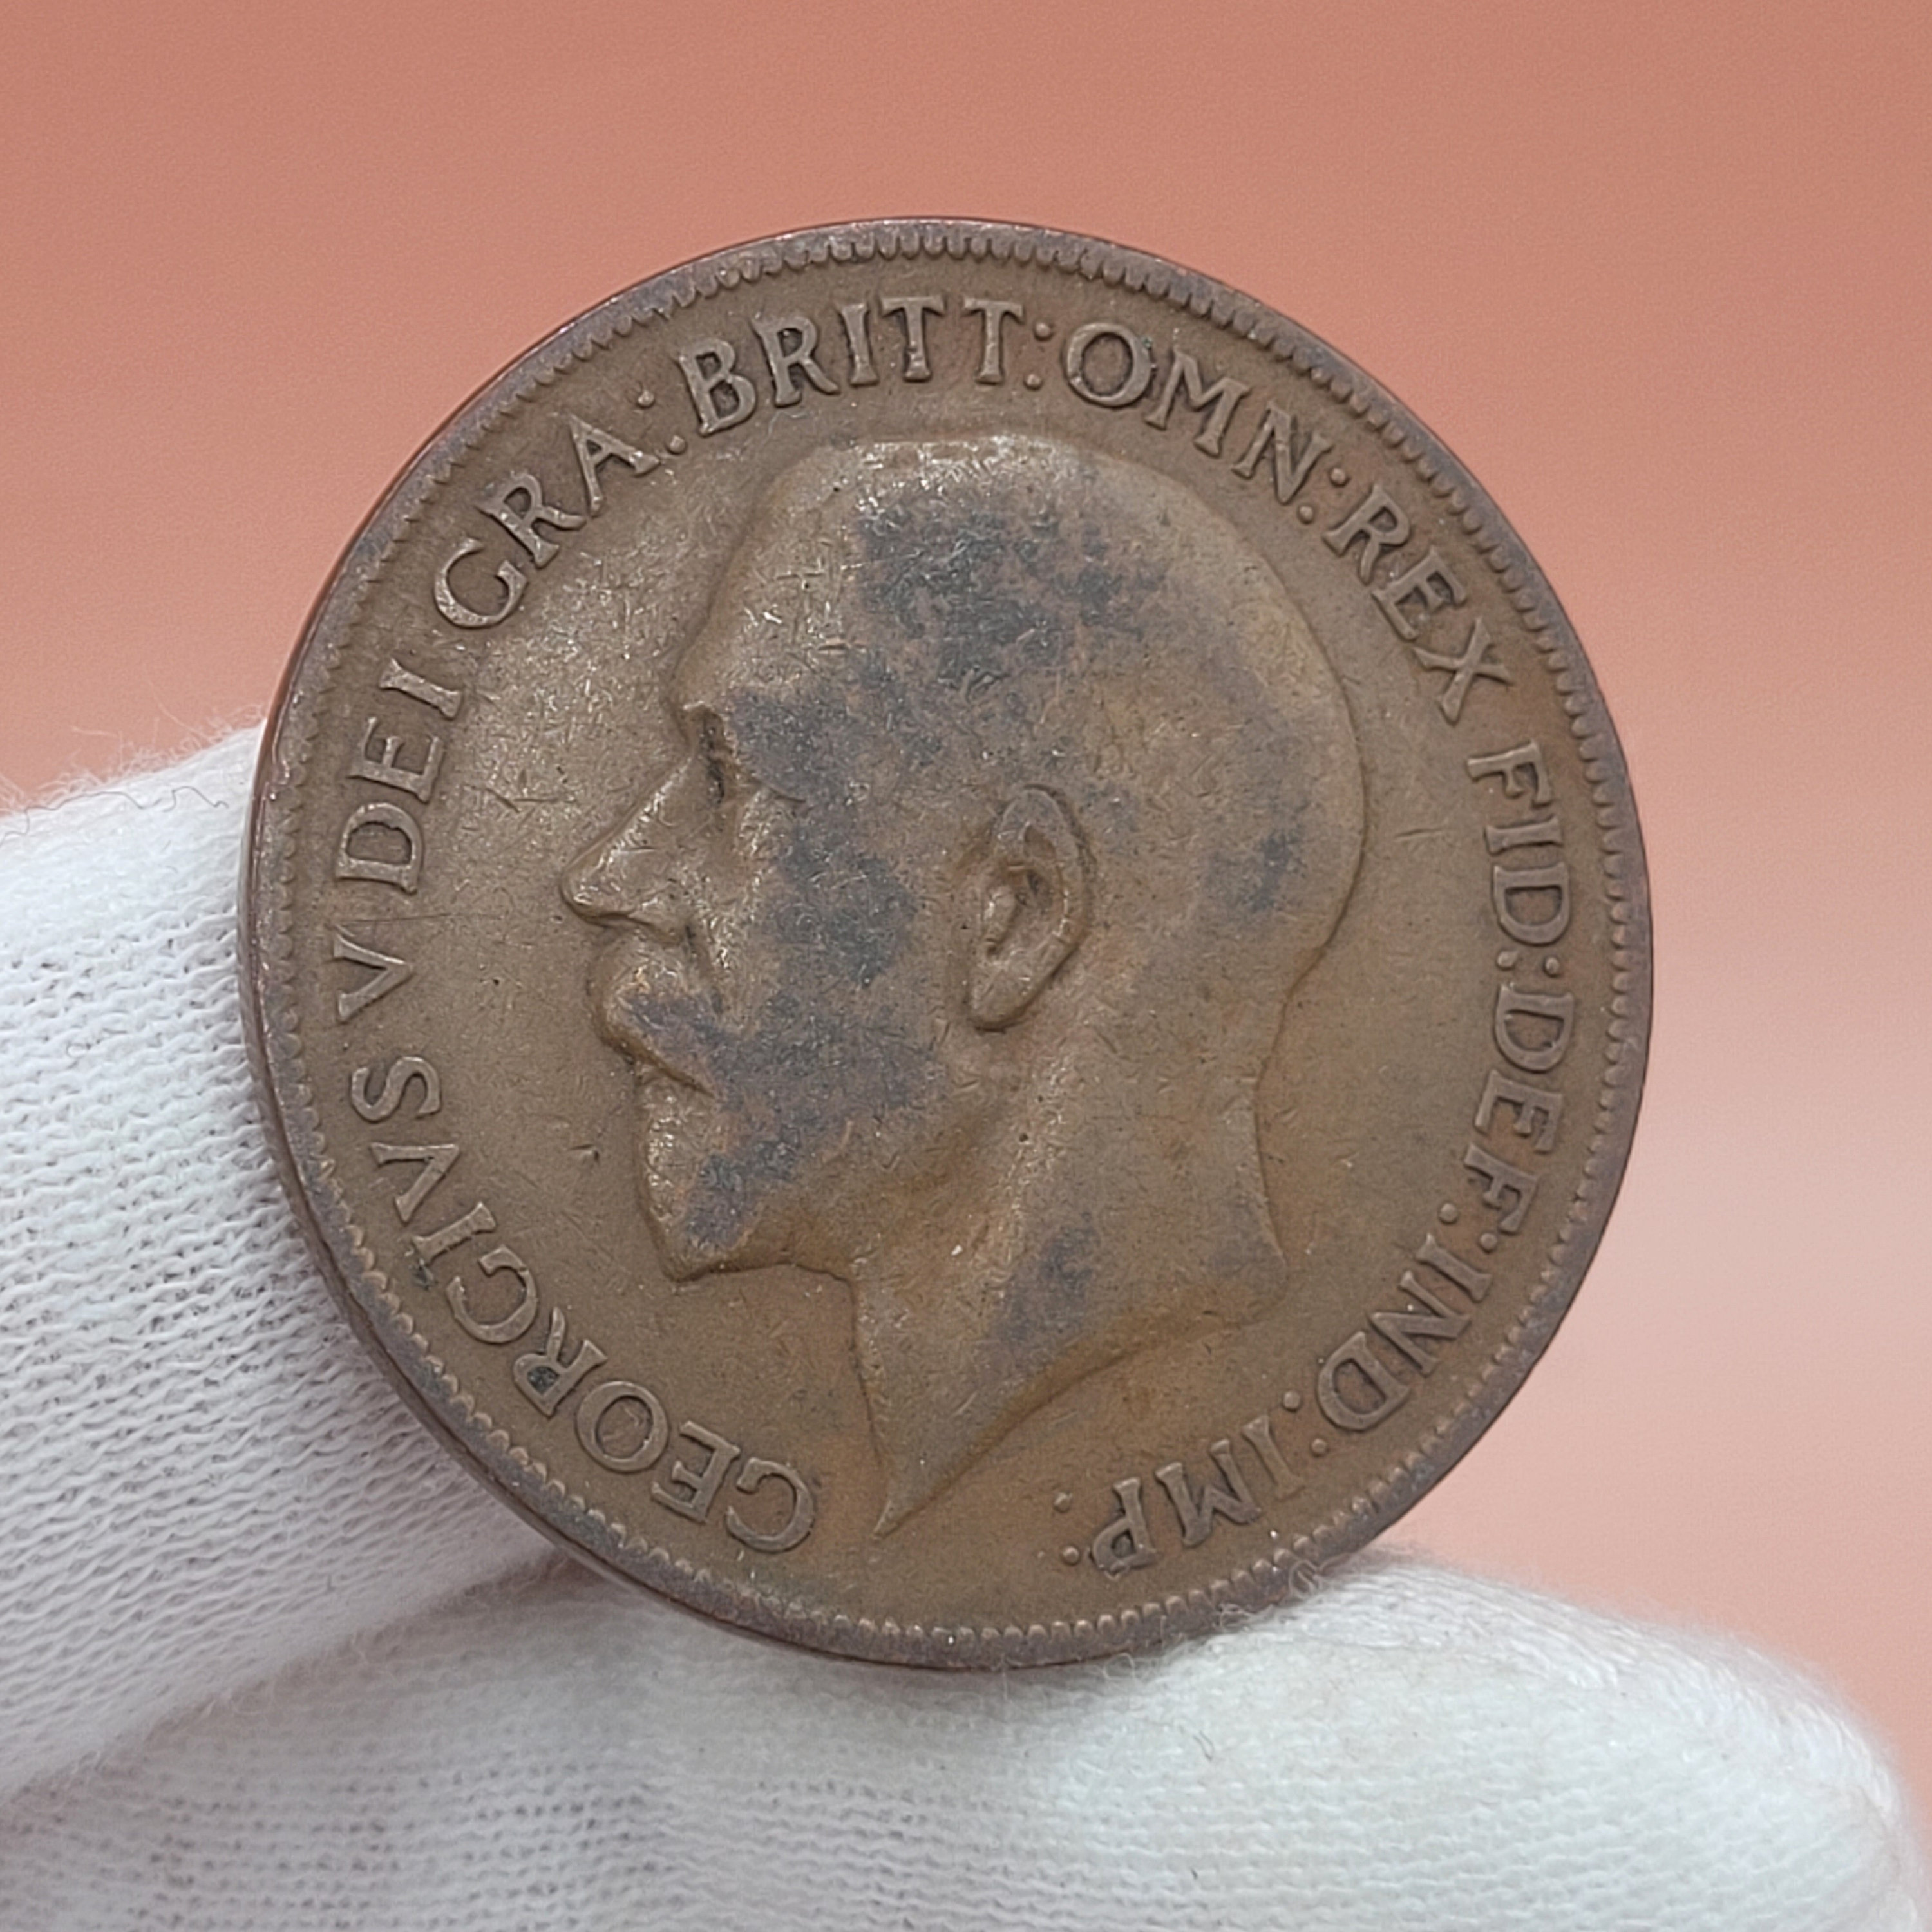 GEORGIVS V DEI GRA: BRITT: OMN: REX FID: DEF: IND: IMP: